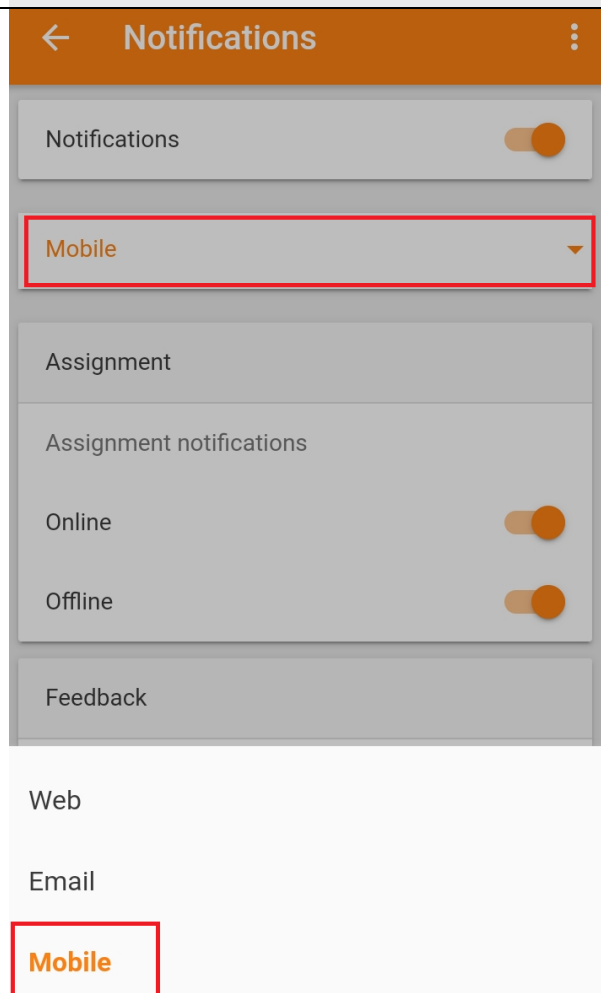 Notifications
Notifications
Mobile
Assignment
Assignment notifications
Online
Offline
Feedback
Web
Email
Mobile